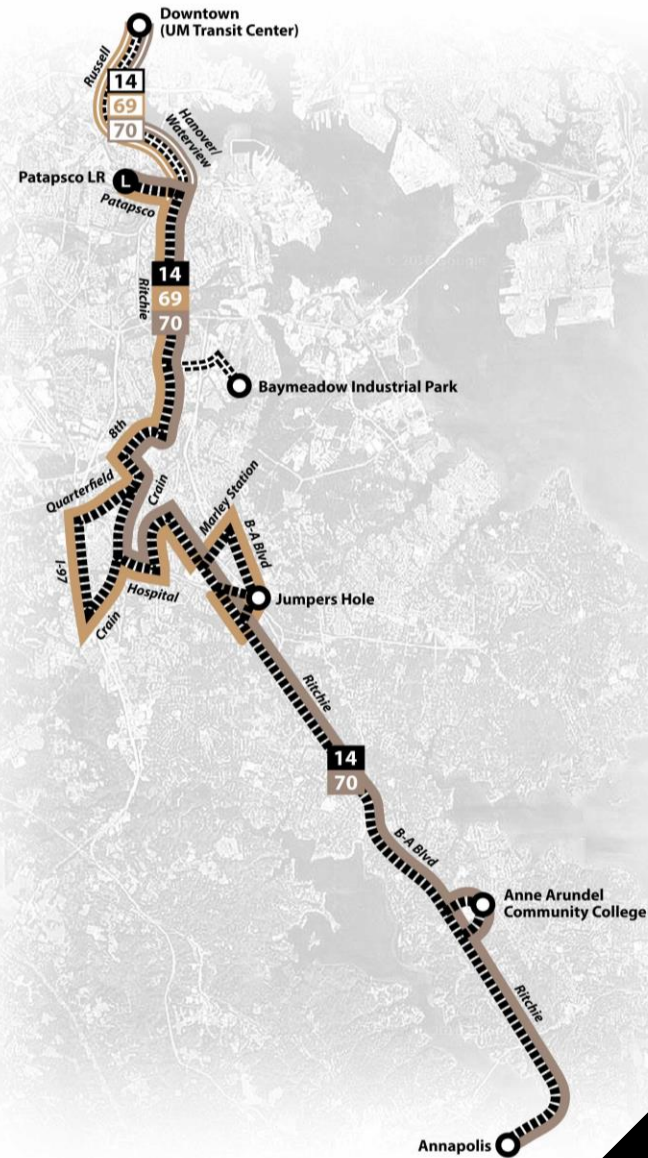 Downtown
(UM Transit Center)
Russell
14
69
70
Hanover/
Waterview
Patapsco LR
L
Patapsco
Ritchie
14
69
70
Baymeadow Industrial Park
8th
Quarterfield
Crain
Marley Station
B-A Blvd
I-97
Hospital
Jumpers Hole
Crain
Ritchie
14
70
B-A Blvd
Anne Arundel
Community College
Ritchie
Annapolis